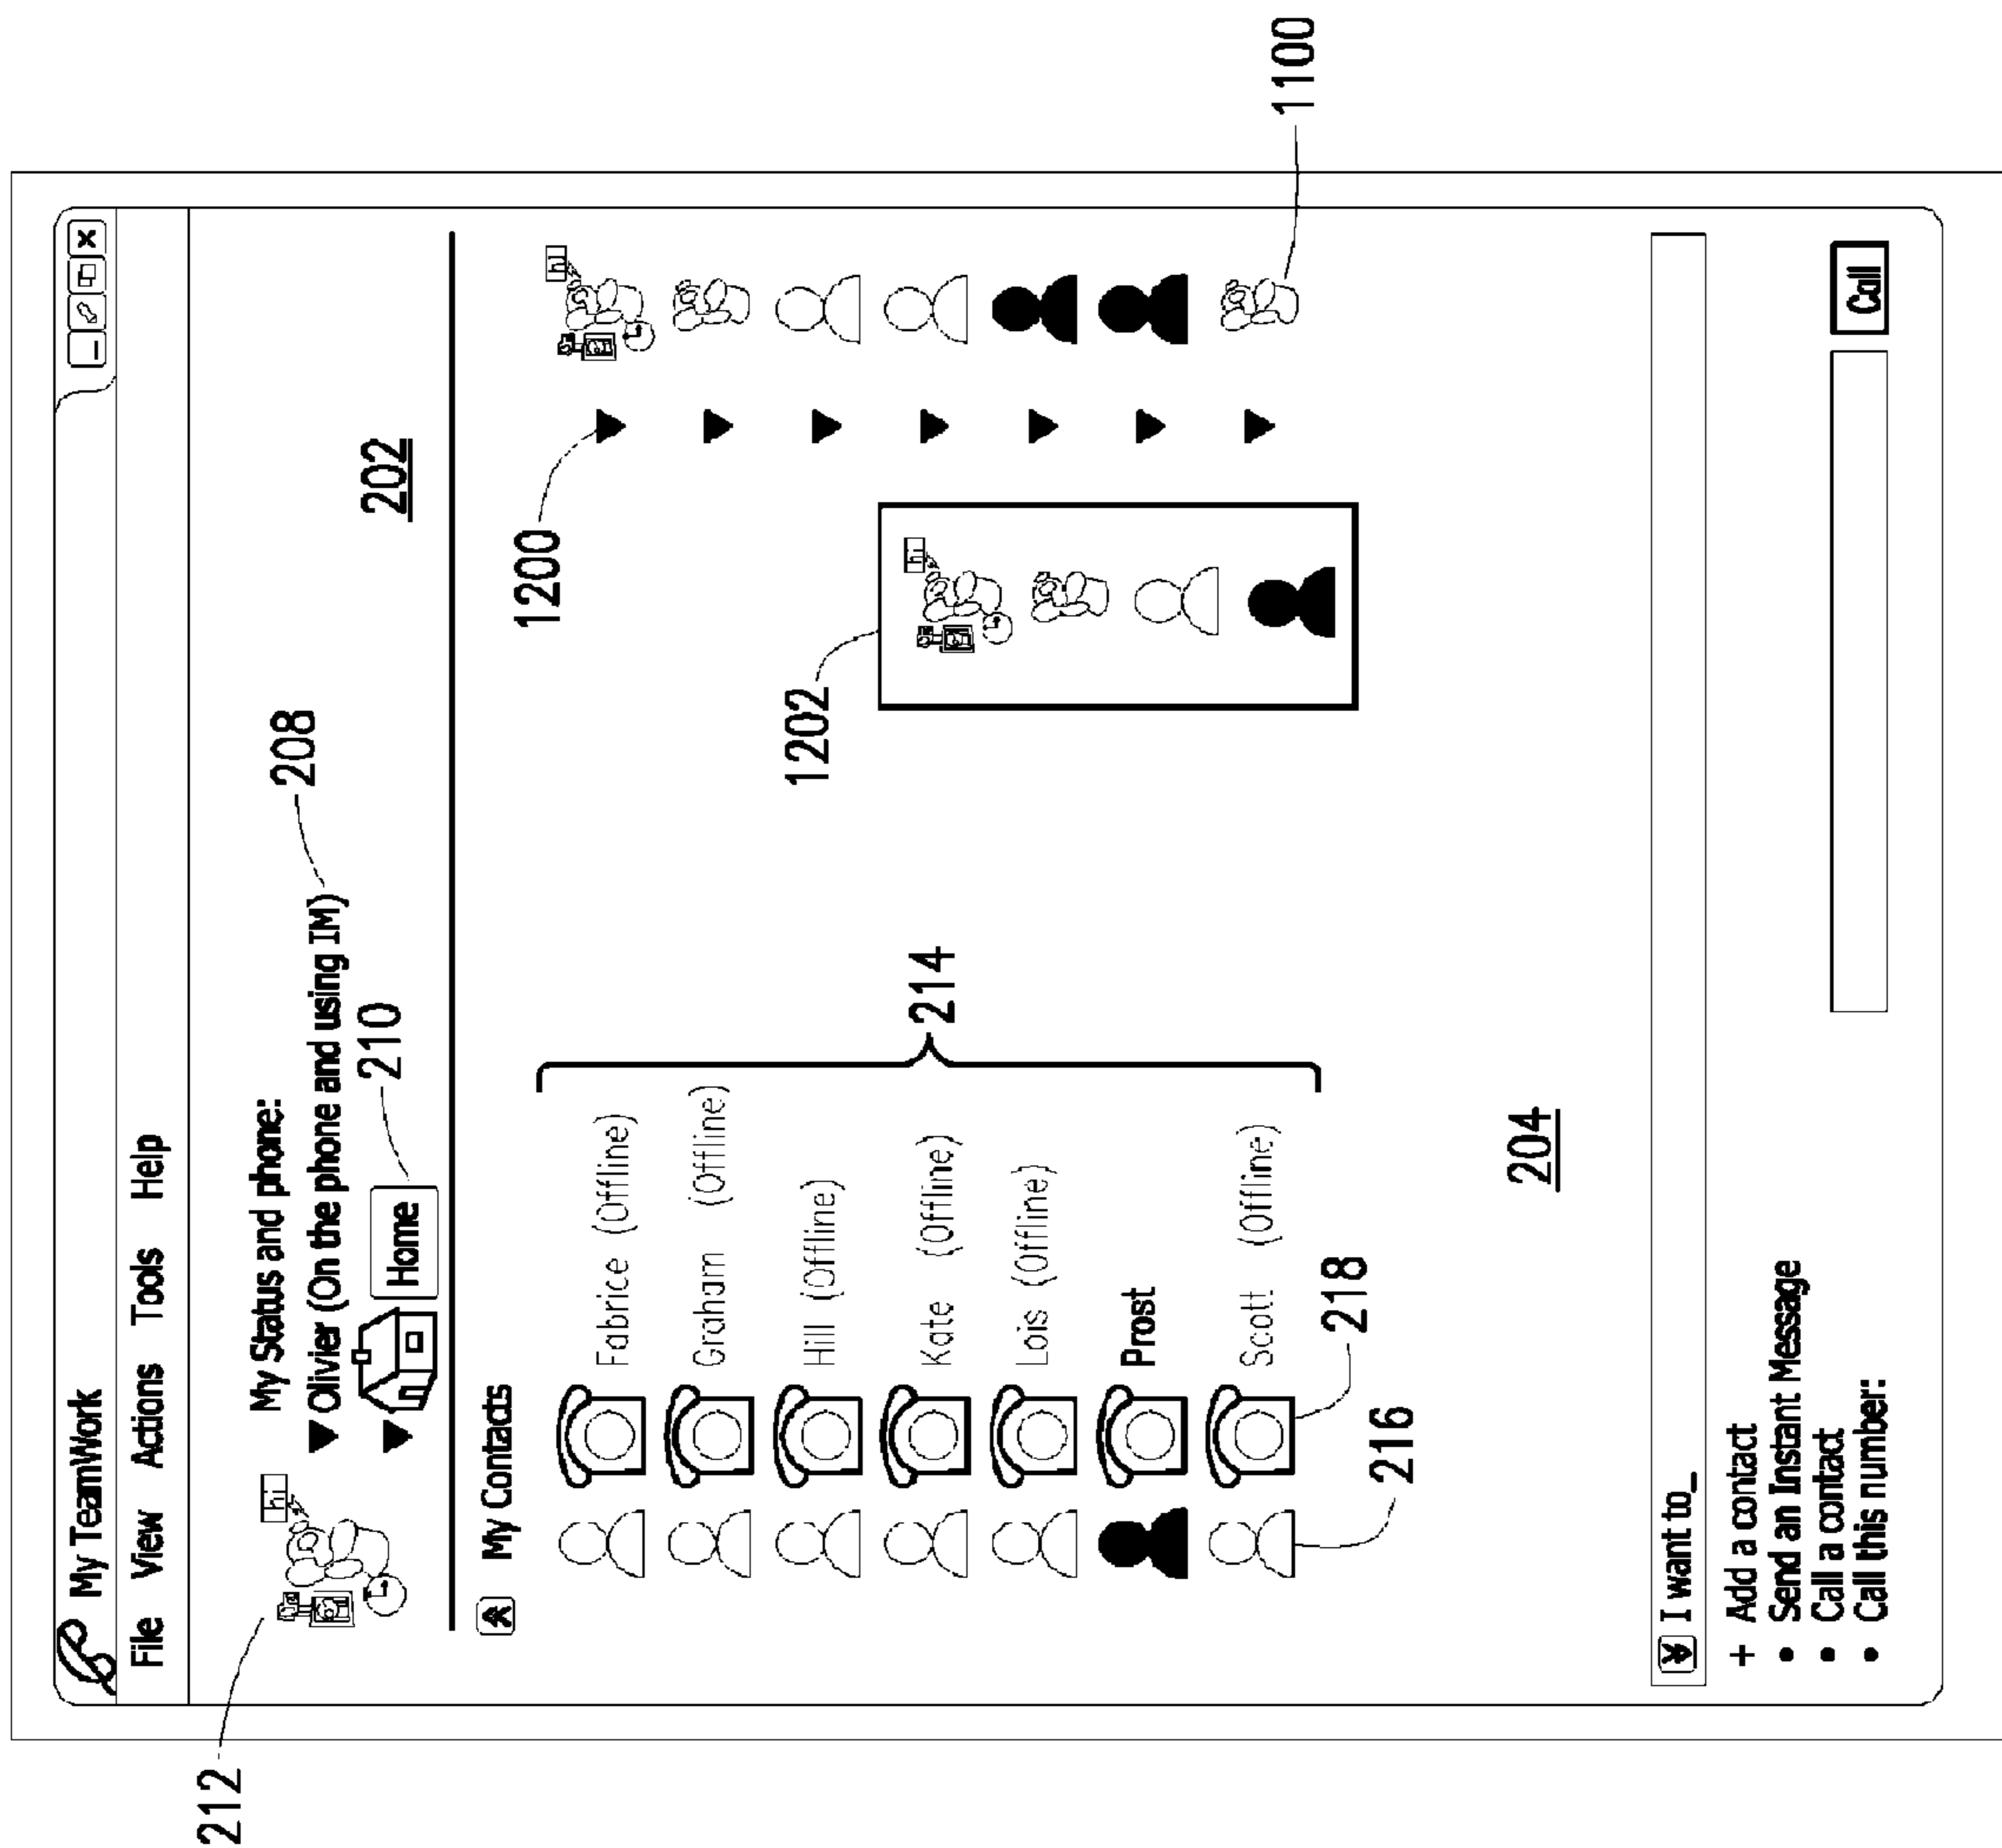 My TeamWork
File View Actions Tools Help
212
hi
My Status and phone:
Olivier (On the phone and using IM)
208
Home
210
202
My Contacts
1200
hi
Fabrice (Offline)
Graham (Offline)
Hill (Offline)
Kate (Offline)
Lois (Offline)
Prost
Scott (Offline)
214
1202
hi
1100
216
218
204
I want to_
+ Add a contact
• Send an Instant Message
• Call a contact
• Call this number:
Call